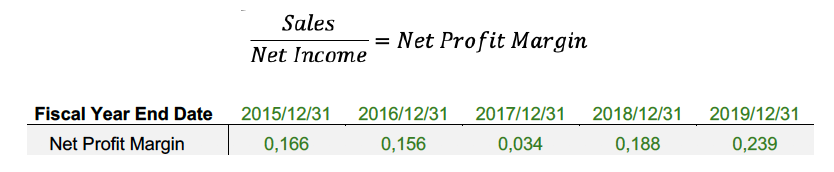 Sales
Net Income = Net Profit Margin
Fiscal Year End Date 2015/12/31 2016/12/31 2017/12/31 2018/12/31 2019/12/31
Net Profit Margin 0,166 0,156 0,034 0,188 0,239